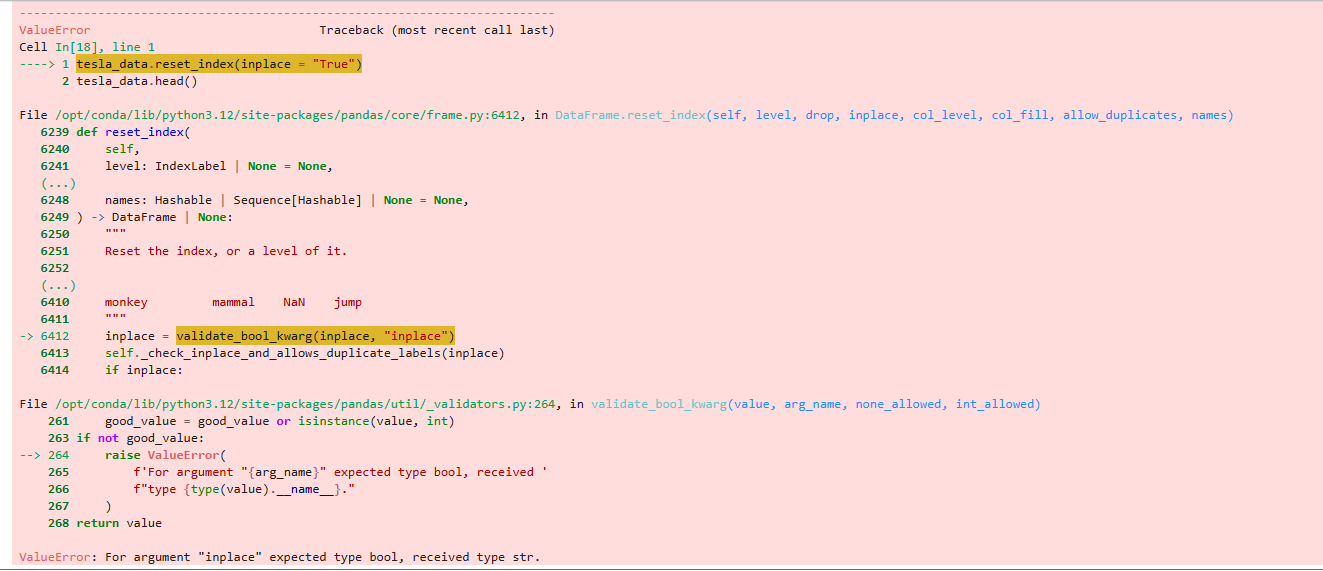 ---------------------------------------------------------------------------
ValueError                                Traceback (most recent call last)
Cell In[18], line 1
----> 1 tesla_data.reset_index(inplace = "True")
      2 tesla_data.head()
File /opt/conda/lib/python3.12/site-packages/pandas/core/frame.py:6412, in DataFrame.reset_index(self, level, drop, inplace, col_level, col_fill, allow_duplicates, names)
   6239 def reset_index(
   6240     self,
   6241     level: IndexLabel | None = None,
   (...)
   6248     names: Hashable | Sequence[Hashable] | None = None,
   6249 ) -> DataFrame | None:
   6250     """
   6251     Reset the index, or a level of it.
   6252
   (...)
   6410     monkey         mammal    NaN    jump
   6411     """
-> 6412     inplace = validate_bool_kwarg(inplace, "inplace")
   6413     self._check_inplace_and_allows_duplicate_labels(inplace)
   6414     if inplace:
File /opt/conda/lib/python3.12/site-packages/pandas/util/_validators.py:264, in validate_bool_kwarg(value, arg_name, none_allowed, int_allowed)
    261     good_value = good_value or isinstance(value, int)
    263 if not good_value:
--> 264     raise ValueError(
    265         f'For argument "{arg_name}" expected type bool, received '
    266         f"type {type(value).__name__}."
    267     )
    268 return value
ValueError: For argument "inplace" expected type bool, received type str.